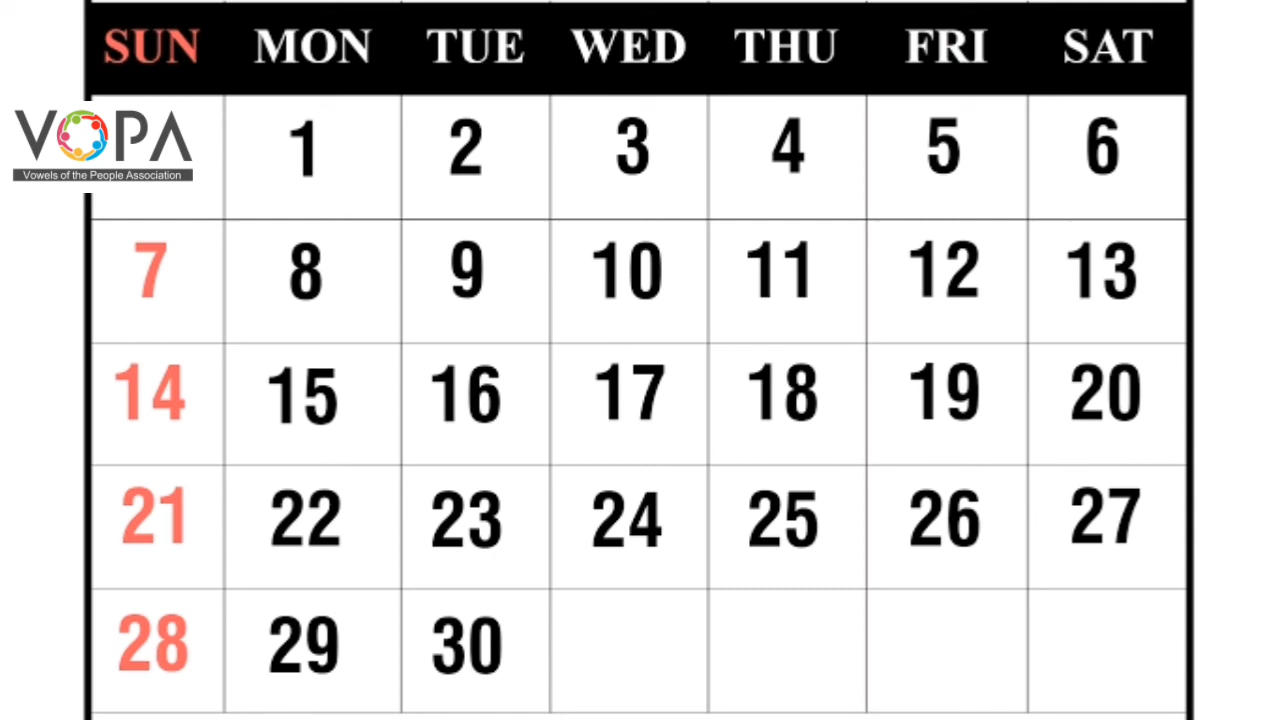 SUN MON TUE WED THU FRI SAT
VOPA
Vowels of the People Association
1 2 3 4 5 6
7 8 9 10 11 12 13
14 15 16 17 18 19 20
21 22 23 24 25 26 27
28 29 30